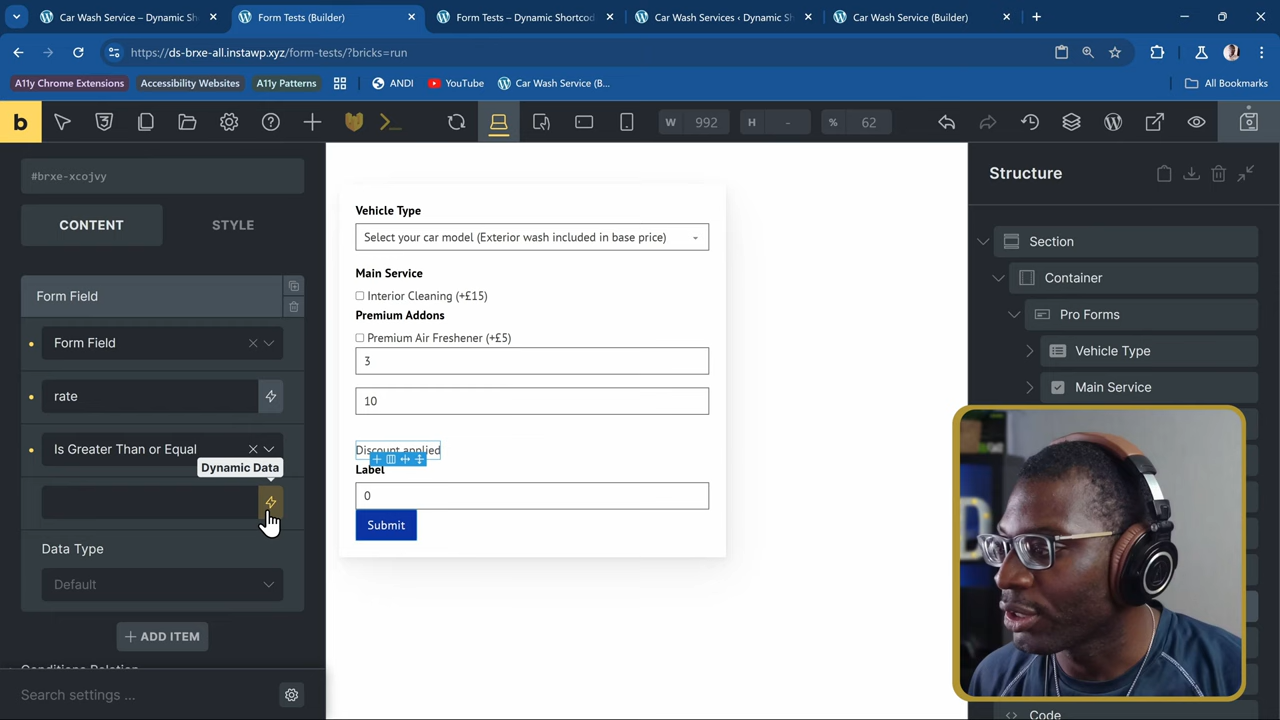 Car Wash Service – Dynamic Sh
Form Tests (Builder)
Form Tests – Dynamic Shortcod
Car Wash Services ‹ Dynamic Sh
Car Wash Service (Builder)
https://ds-brxe-all.instawp.xyz/form-tests/?bricks=run
A11y Chrome Extensions
Accessibility Websites
A11y Patterns
ANDI
YouTube
Car Wash Service (B...
All Bookmarks
b
W 992
H -
% 62
#brxe-xcojvy
CONTENT
STYLE
Form Field
Form Field
rate
Is Greater Than or Equal
Dynamic Data
Data Type
Default
+ ADD ITEM
Conditions Relation
Search settings ...
Vehicle Type
Select your car model (Exterior wash included in base price)
Main Service
Interior Cleaning (+£15)
Premium Addons
Premium Air Freshener (+£5)
3
10
Discount applied
Label
0
Submit
Structure
Section
Container
Pro Forms
Vehicle Type
Main Service
Code